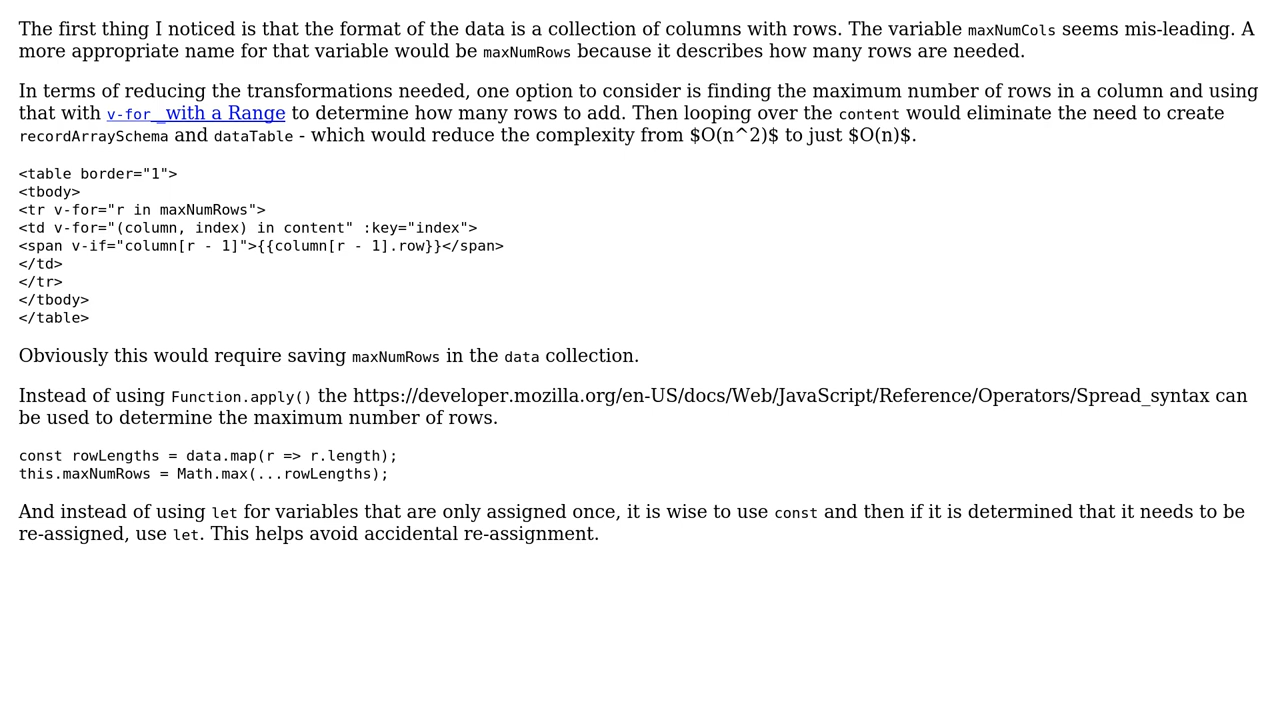 The first thing I noticed is that the format of the data is a collection of columns with rows. The variable maxNumCols seems mis-leading. A
more appropriate name for that variable would be maxNumRows because it describes how many rows are needed.
In terms of reducing the transformations needed, one option to consider is finding the maximum number of rows in a column and using
that with v-for_with a Range to determine how many rows to add. Then looping over the content would eliminate the need to create
recordArraySchema and dataTable - which would reduce the complexity from $O(n^2)$ to just $O(n)$.
<table border="1">
<tbody>
<tr v-for="r in maxNumRows">
<td v-for="(column, index) in content" :key="index">
<span v-if="column[r - 1]">{{column[r - 1].row}}</span>
</td>
</tr>
</tbody>
</table>
Obviously this would require saving maxNumRows in the data collection.
Instead of using Function.apply() the https://developer.mozilla.org/en-US/docs/Web/JavaScript/Reference/Operators/Spread_syntax can
be used to determine the maximum number of rows.
const rowLengths = data.map(r => r.length);
this.maxNumRows = Math.max(...rowLengths);
And instead of using let for variables that are only assigned once, it is wise to use const and then if it is determined that it needs to be
re-assigned, use let. This helps avoid accidental re-assignment.